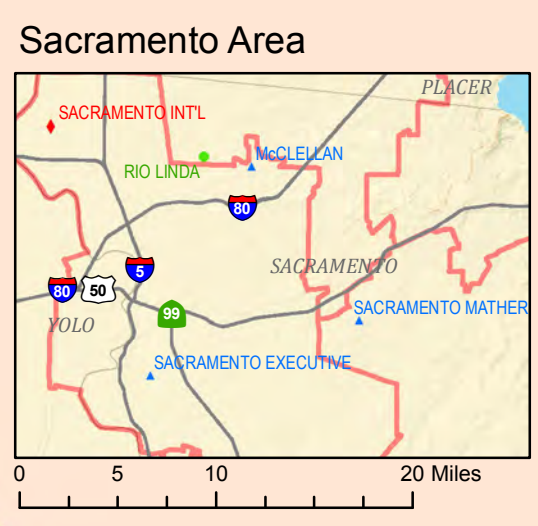 Sacramento Area
PLACER
SACRAMENTO INT'L
McCLELLAN
RIO LINDA
80
SACRAMENTO
5
80
50
99
SACRAMENTO MATHER
YOLO
SACRAMENTO EXECUTIVE
0 5 10 20 Miles